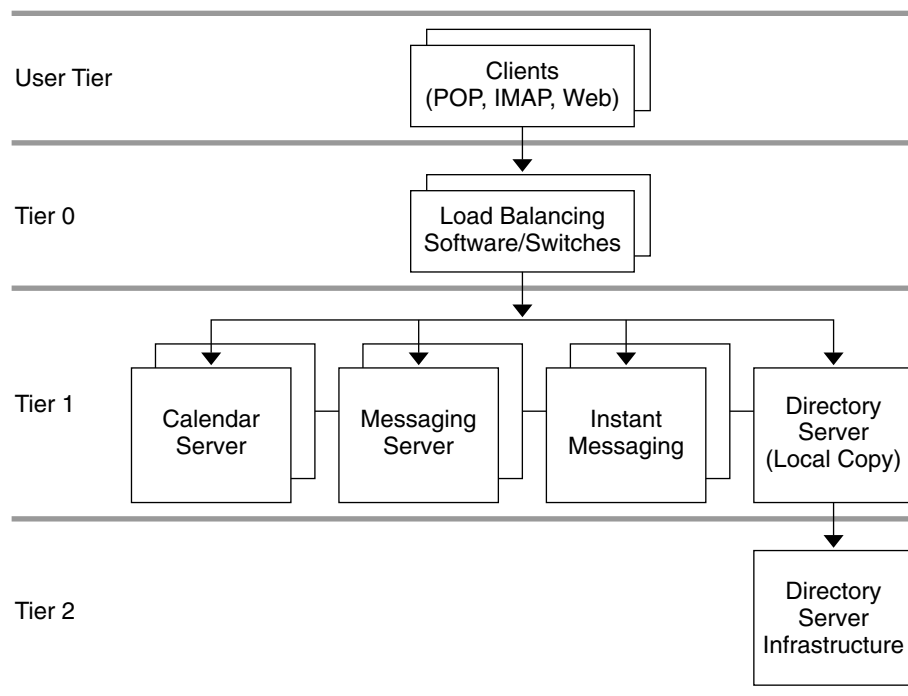 User Tier
Clients
(POP, IMAP, Web)
Tier 0
Load Balancing
Software/Switches
Tier 1
Calendar
Server
Messaging
Server
Instant
Messaging
Directory
Server
(Local Copy)
Tier 2
Directory
Server
Infrastructure